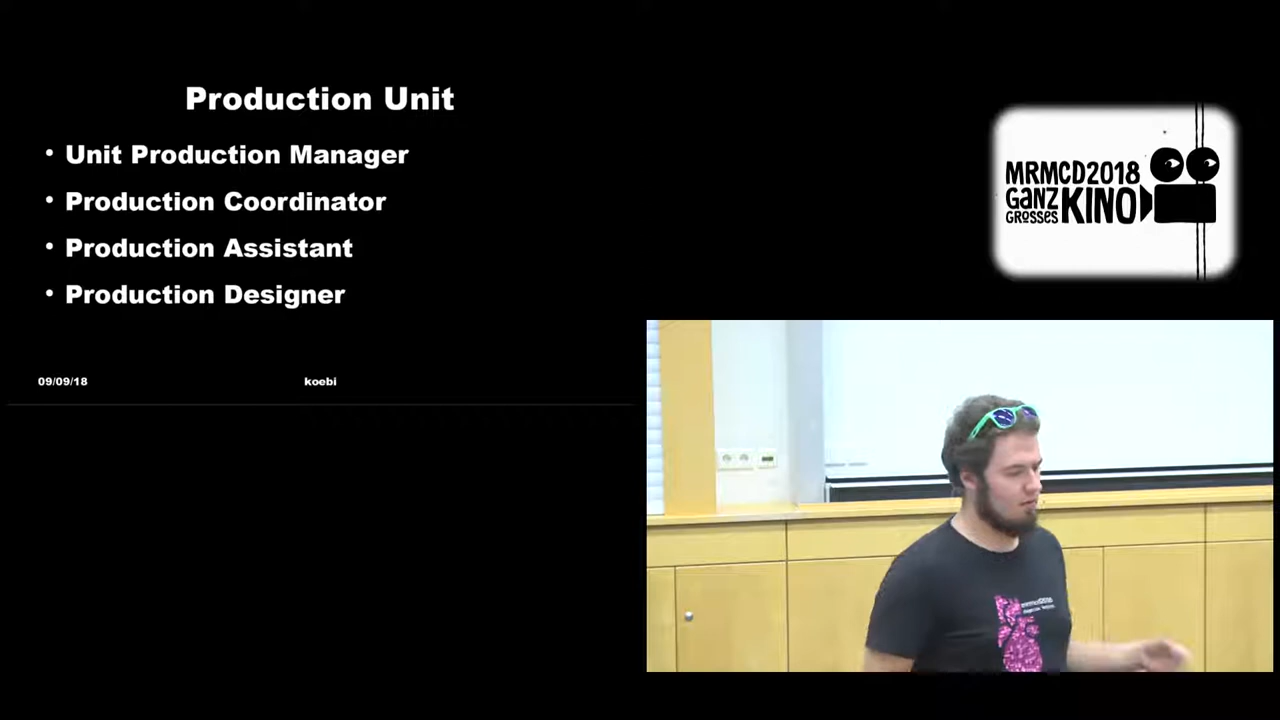 Production Unit
• Unit Production Manager
• Production Coordinator
• Production Assistant
• Production Designer
09/09/18
koebi
MRMCD2018
GANZ
GROSSES
KINO